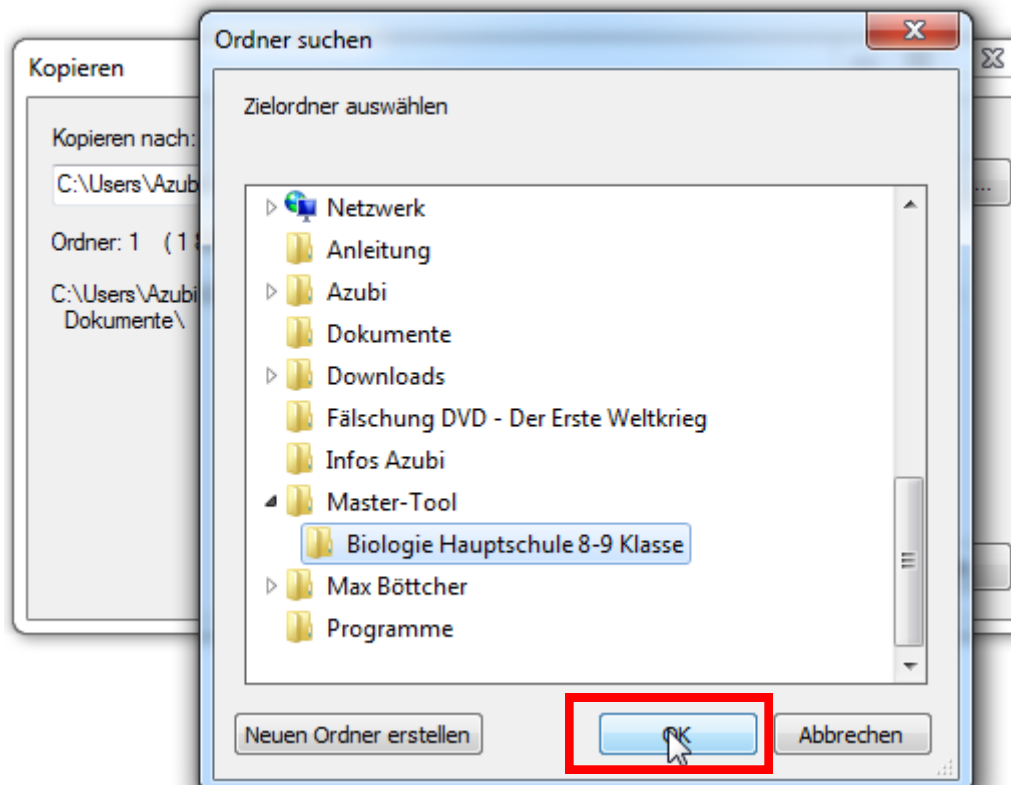 Ordner suchen
Kopieren
Zielordner auswählen
Kopieren nach:
C:\Users\Azub
...
Ordner: 1 (1
C:\Users\Azubi
Dokumente\
Netzwerk
Anleitung
Azubi
Dokumente
Downloads
Fälschung DVD - Der Erste Weltkrieg
Infos Azubi
Master-Tool
Biologie Hauptschule 8-9 Klasse
Max Böttcher
Programme
Neuen Ordner erstellen
OK
Abbrechen